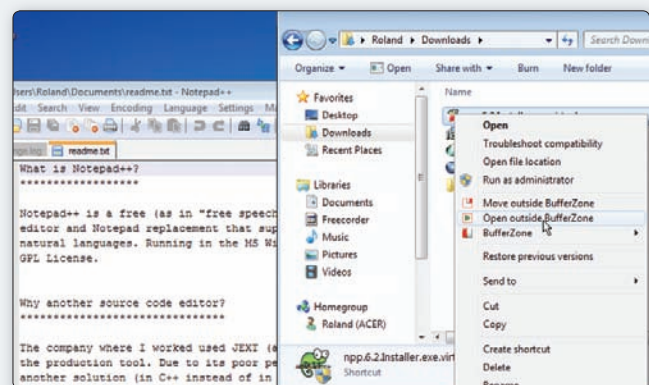 Users\Roland\Documents\readme.txt - Notepad++
dit Search View Encoding Language Settings
readme.txt
What is Notepad++?
******************
Notepad++ is a free (as in "free speech
editor and Notepad replacement that sup
natural languages. Running in the MS Wi
GPL License.
Why another source code editor?
*******************************
The company where I worked used JEXT (a
the production tool. Due to its poor pe
another solution (in C++ instead of in
Roland
Downloads
Search Down
Organize
Open
Share with
Burn
New folder
Favorites
Desktop
Downloads
Recent Places
Libraries
Documents
Freecorder
Music
Pictures
Videos
Homegroup
Roland (ACER)
Name
Open
Troubleshoot compatibility
Open file location
Run as administrator
Move outside BufferZone
Open outside BufferZone
BufferZone
Restore previous versions
Send to
Cut
Copy
Create shortcut
Delete
Rename
npp.6.2.Installer.exe.virt
Shortcut